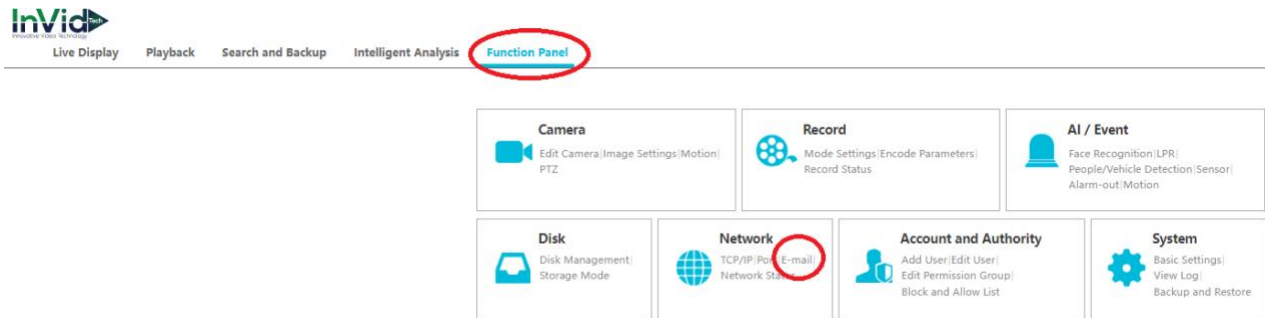 InVid Tech
Innovative Video Technology
Live Display Playback Search and Backup Intelligent Analysis Function Panel
Camera
Edit Camera|Image Settings|Motion|
PTZ
Record
Mode Settings|Encode Parameters|
Record Status
AI / Event
Face Recognition|LPR|
People/Vehicle Detection|Sensor|
Alarm-out|Motion
Disk
Disk Management|
Storage Mode
Network
TCP/IP|Port|E-mail|
Network Status
Account and Authority
Add User|Edit User|
Edit Permission Group|
Block and Allow List
System
Basic Settings|
View Log|
Backup and Restore